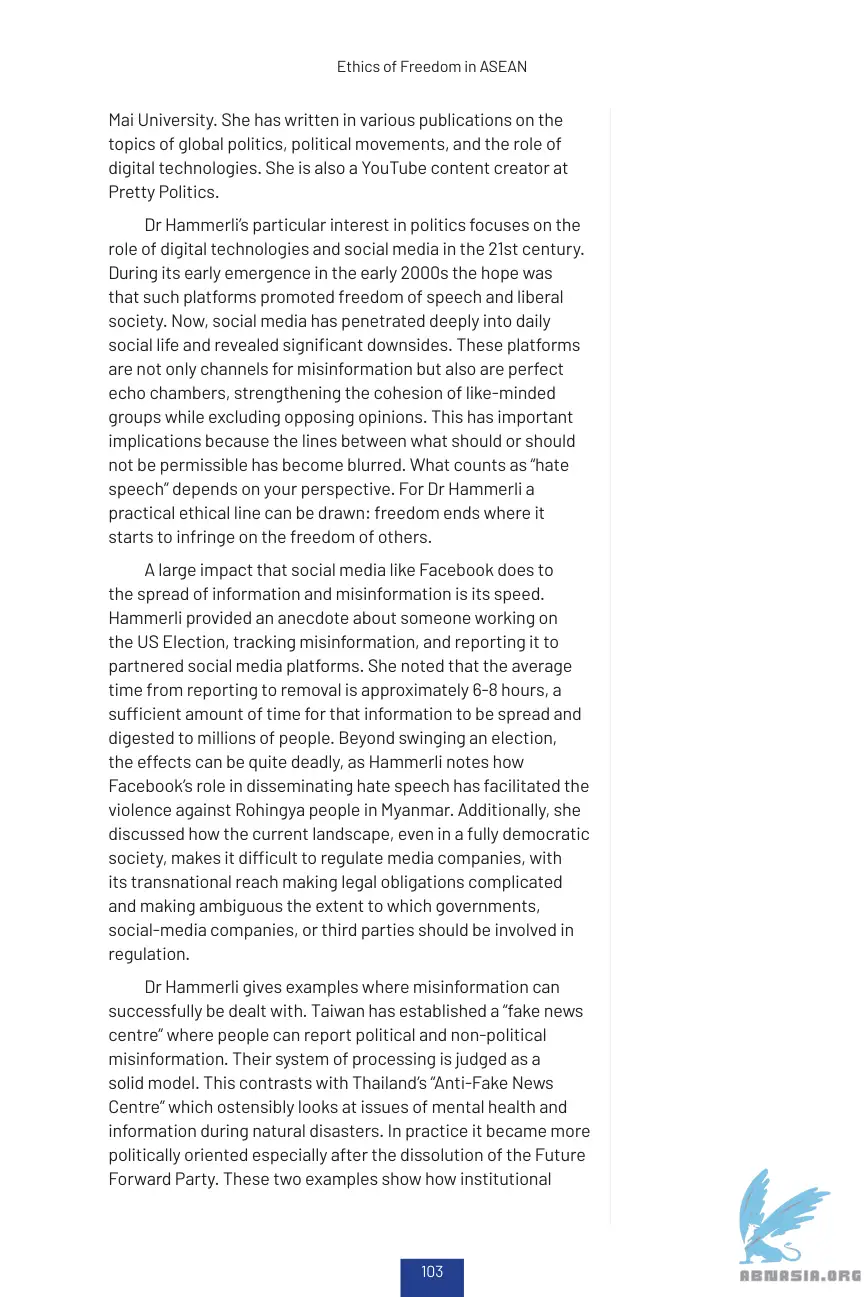 Ethics of Freedom in ASEAN
Mai University. She has written in various publications on the
topics of global politics, political movements, and the role of
digital technologies. She is also a YouTube content creator at
Pretty Politics.
Dr Hammerli’s particular interest in politics focuses on the
role of digital technologies and social media in the 21st century.
During its early emergence in the early 2000s the hope was
that such platforms promoted freedom of speech and liberal
society. Now, social media has penetrated deeply into daily
social life and revealed significant downsides. These platforms
are not only channels for misinformation but also are perfect
echo chambers, strengthening the cohesion of like-minded
groups while excluding opposing opinions. This has important
implications because the lines between what should or should
not be permissible has become blurred. What counts as “hate
speech” depends on your perspective. For Dr Hammerli a
practical ethical line can be drawn: freedom ends where it
starts to infringe on the freedom of others.
A large impact that social media like Facebook does to
the spread of information and misinformation is its speed.
Hammerli provided an anecdote about someone working on
the US Election, tracking misinformation, and reporting it to
partnered social media platforms. She noted that the average
time from reporting to removal is approximately 6-8 hours, a
sufficient amount of time for that information to be spread and
digested to millions of people. Beyond swinging an election,
the effects can be quite deadly, as Hammerli notes how
Facebook’s role in disseminating hate speech has facilitated the
violence against Rohingya people in Myanmar. Additionally, she
discussed how the current landscape, even in a fully democratic
society, makes it difficult to regulate media companies, with
its transnational reach making legal obligations complicated
and making ambiguous the extent to which governments,
social-media companies, or third parties should be involved in
regulation.
Dr Hammerli gives examples where misinformation can
successfully be dealt with. Taiwan has established a “fake news
centre” where people can report political and non-political
misinformation. Their system of processing is judged as a
solid model. This contrasts with Thailand’s “Anti-Fake News
Centre” which ostensibly looks at issues of mental health and
information during natural disasters. In practice it became more
politically oriented especially after the dissolution of the Future
Forward Party. These two examples show how institutional
103
ABNASIA.ORG